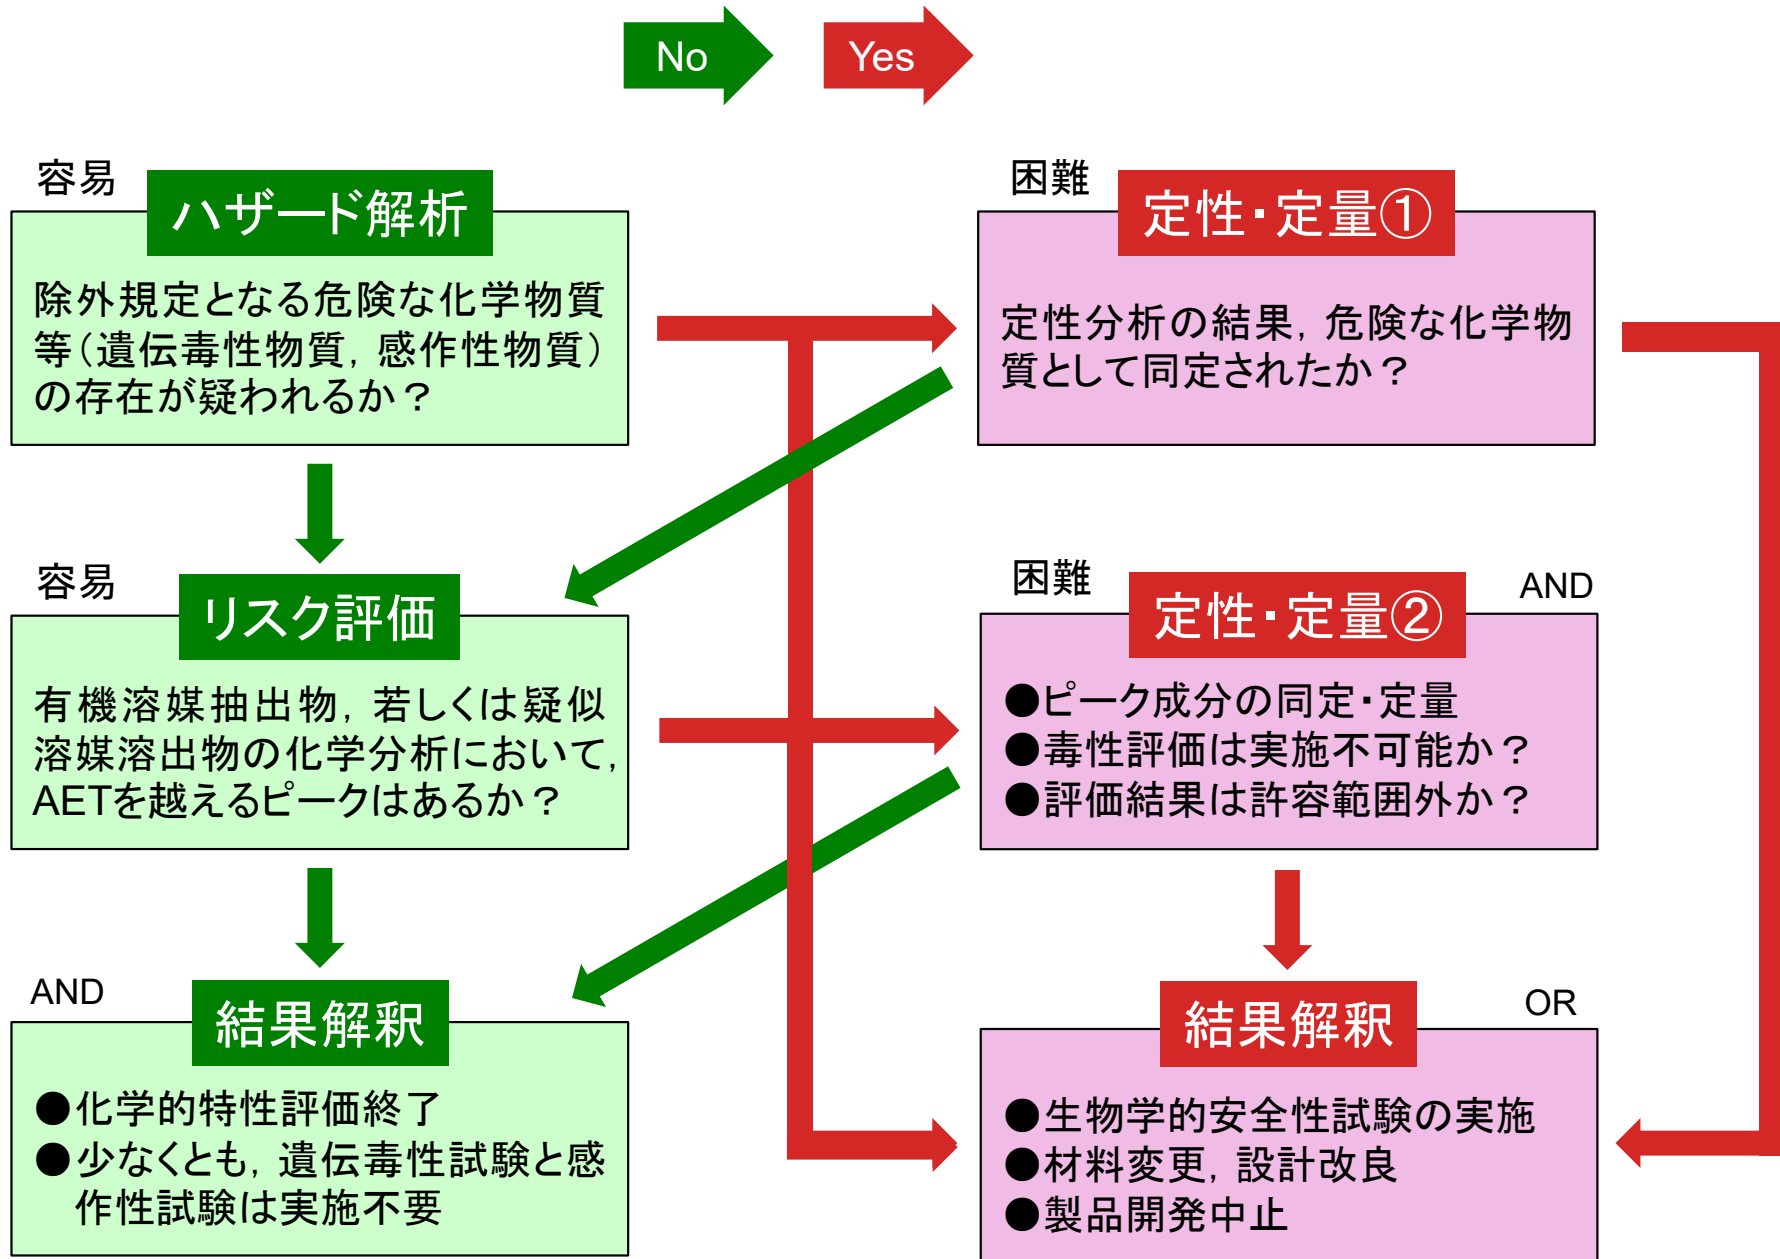 No
Yes
容易
ハザード解析
除外規定となる危険な化学物質
等（遺伝毒性物質，感作性物質）
の存在が疑われるか？
困難
定性・定量①
定性分析の結果，危険な化学物
質として同定されたか？
容易
リスク評価
有機溶媒抽出物，若しくは疑似
溶媒溶出物の化学分析において，
AETを越えるピークはあるか？
困難
定性・定量②
AND
●ピーク成分の同定・定量
●毒性評価は実施不可能か？
●評価結果は許容範囲外か？
AND
結果解釈
●化学的特性評価終了
●少なくとも，遺伝毒性試験と感
作性試験は実施不要
結果解釈
OR
●生物学的安全性試験の実施
●材料変更，設計改良
●製品開発中止